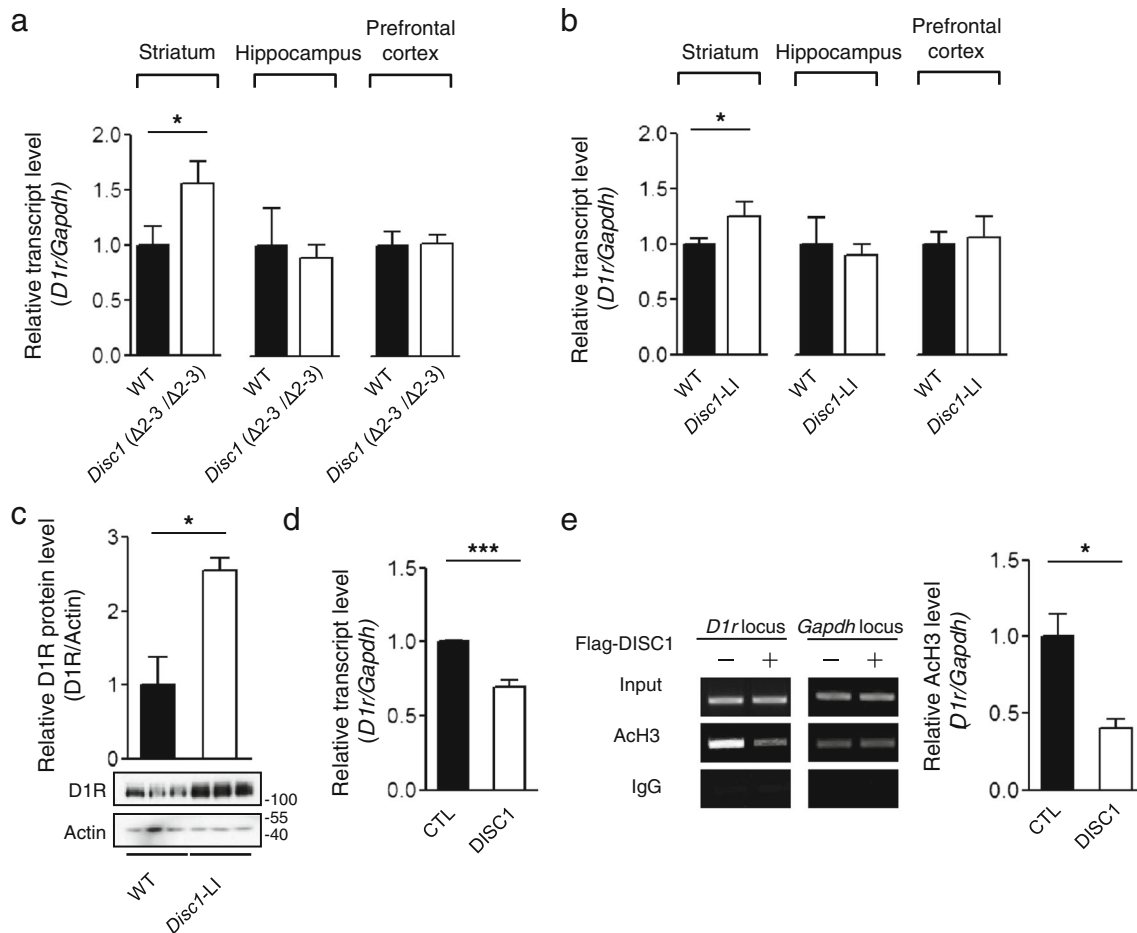 a
Striatum
Hippocampus
Prefrontal
cortex
Relative transcript level
(D1r/Gapdh)
2.0
1.5
1.0
0.5
0.0
*
WT
Disc1 (Δ2-3 /Δ2-3)
WT
Disc1 (Δ2-3 /Δ2-3)
WT
Disc1 (Δ2-3 /Δ2-3)
b
Striatum
Hippocampus
Prefrontal
cortex
Relative transcript level
(D1r/Gapdh)
2.0
1.5
1.0
0.5
0.0
*
WT
Disc1-LI
WT
Disc1-LI
WT
Disc1-LI
c
Relative D1R protein level
(D1R/Actin)
3
2
1
0
*
D1R
-100
-55
Actin
-40
WT
Disc1-LI
d
Relative transcript level
(D1r/Gapdh)
1.5
1.0
0.5
0.0
***
CTL
DISC1
e
D1r locus
Gapdh locus
Flag-DISC1
− + − +
Input
AcH3
IgG
Relative AcH3 level
(D1r/Gapdh)
1.5
1.0
0.5
0.0
*
CTL
DISC1